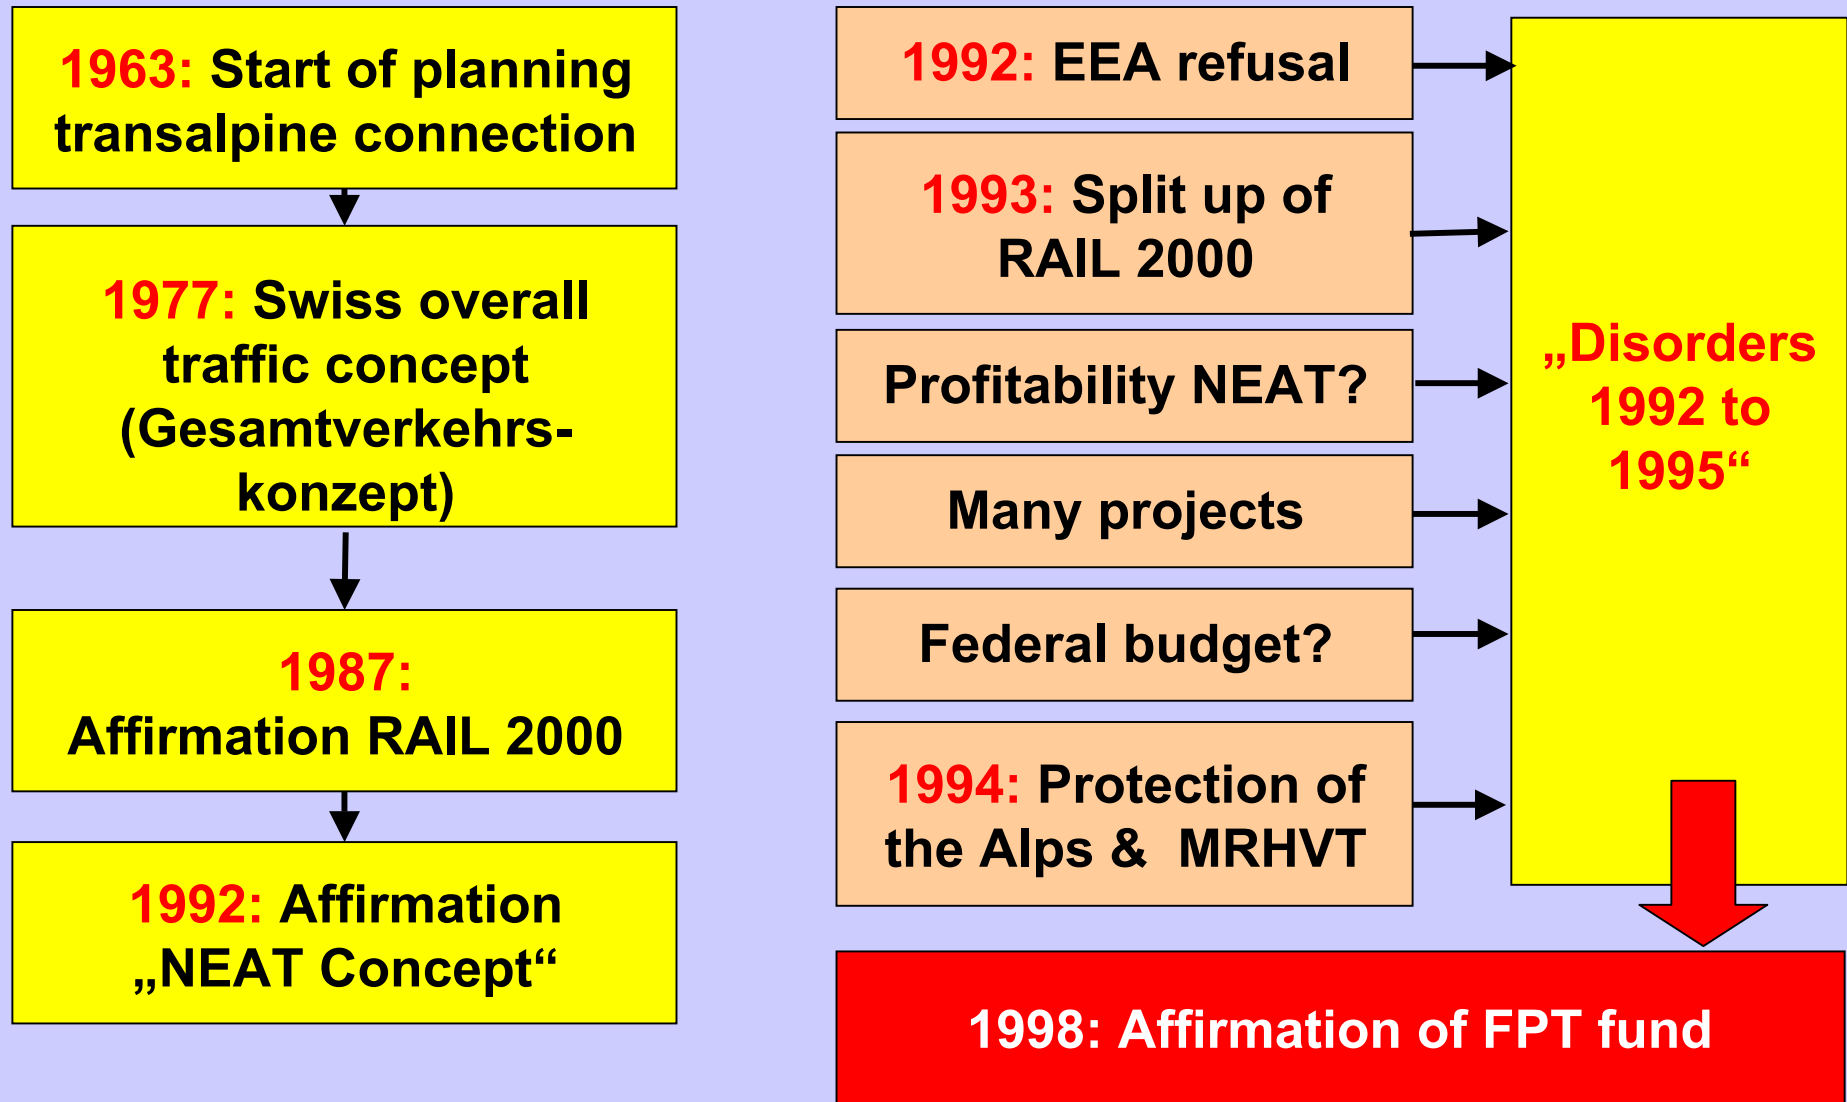 1963: Start of planning
transalpine connection
1977: Swiss overall
traffic concept
(Gesamtverkehrs-
konzept)
1987:
Affirmation RAIL 2000
1992: Affirmation
„NEAT Concept“
1992: EEA refusal
1993: Split up of
RAIL 2000
Profitability NEAT?
Many projects
Federal budget?
1994: Protection of
the Alps &  MRHVT
„Disorders
1992 to
1995“
1998: Affirmation of FPT fund